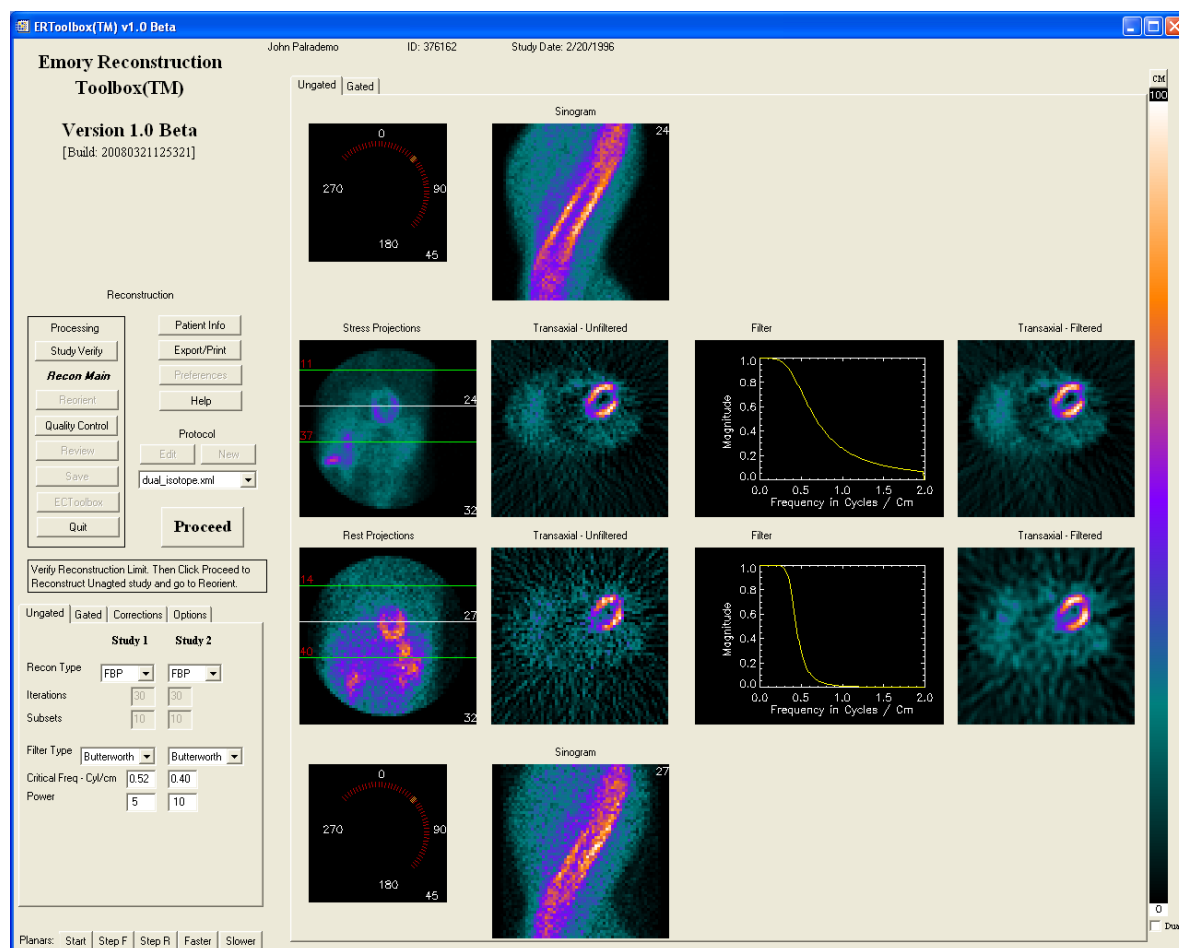 ERToolbox(TM) v1.0 Beta
John Palrademo ID: 376162 Study Date: 2/20/1996
Emory Reconstruction
Toolbox(TM)
Version 1.0 Beta
[Build: 20080321125321]
Reconstruction
Processing
Study Verify
Recon Main
Reorient
Quality Control
Review
Save
ECToolbox
Quit
Patient Info
Export/Print
Preferences
Help
Protocol
Edit New
dual_isotope.xml
Proceed
Verify Reconstruction Limit. Then Click Proceed to
Reconstruct Unagted study and go to Reorient.
Ungated Gated Corrections Options
Study 1 Study 2
Recon Type FBP FBP
Iterations 30 30
Subsets 10 10
Filter Type Butterworth Butterworth
Critical Freq - Cyl/cm 0.52 0.40
Power 5 10
Planars: Start Step F Step R Faster Slower
Ungated Gated
Sinogram
0
270 90
180
45
24
Stress Projections Transaxial - Unfiltered Filter Transaxial - Filtered
11
24
37
32
1.0
0.8
0.6
0.4
0.2
0.0
Magnitude
0.0 0.5 1.0 1.5 2.0
Frequency in Cycles / Cm
Rest Projections Transaxial - Unfiltered Filter Transaxial - Filtered
14
27
40
32
1.0
0.8
0.6
0.4
0.2
0.0
Magnitude
0.0 0.5 1.0 1.5 2.0
Frequency in Cycles / Cm
Sinogram
0
270 90
180
45
27
CM
100
0
Dua